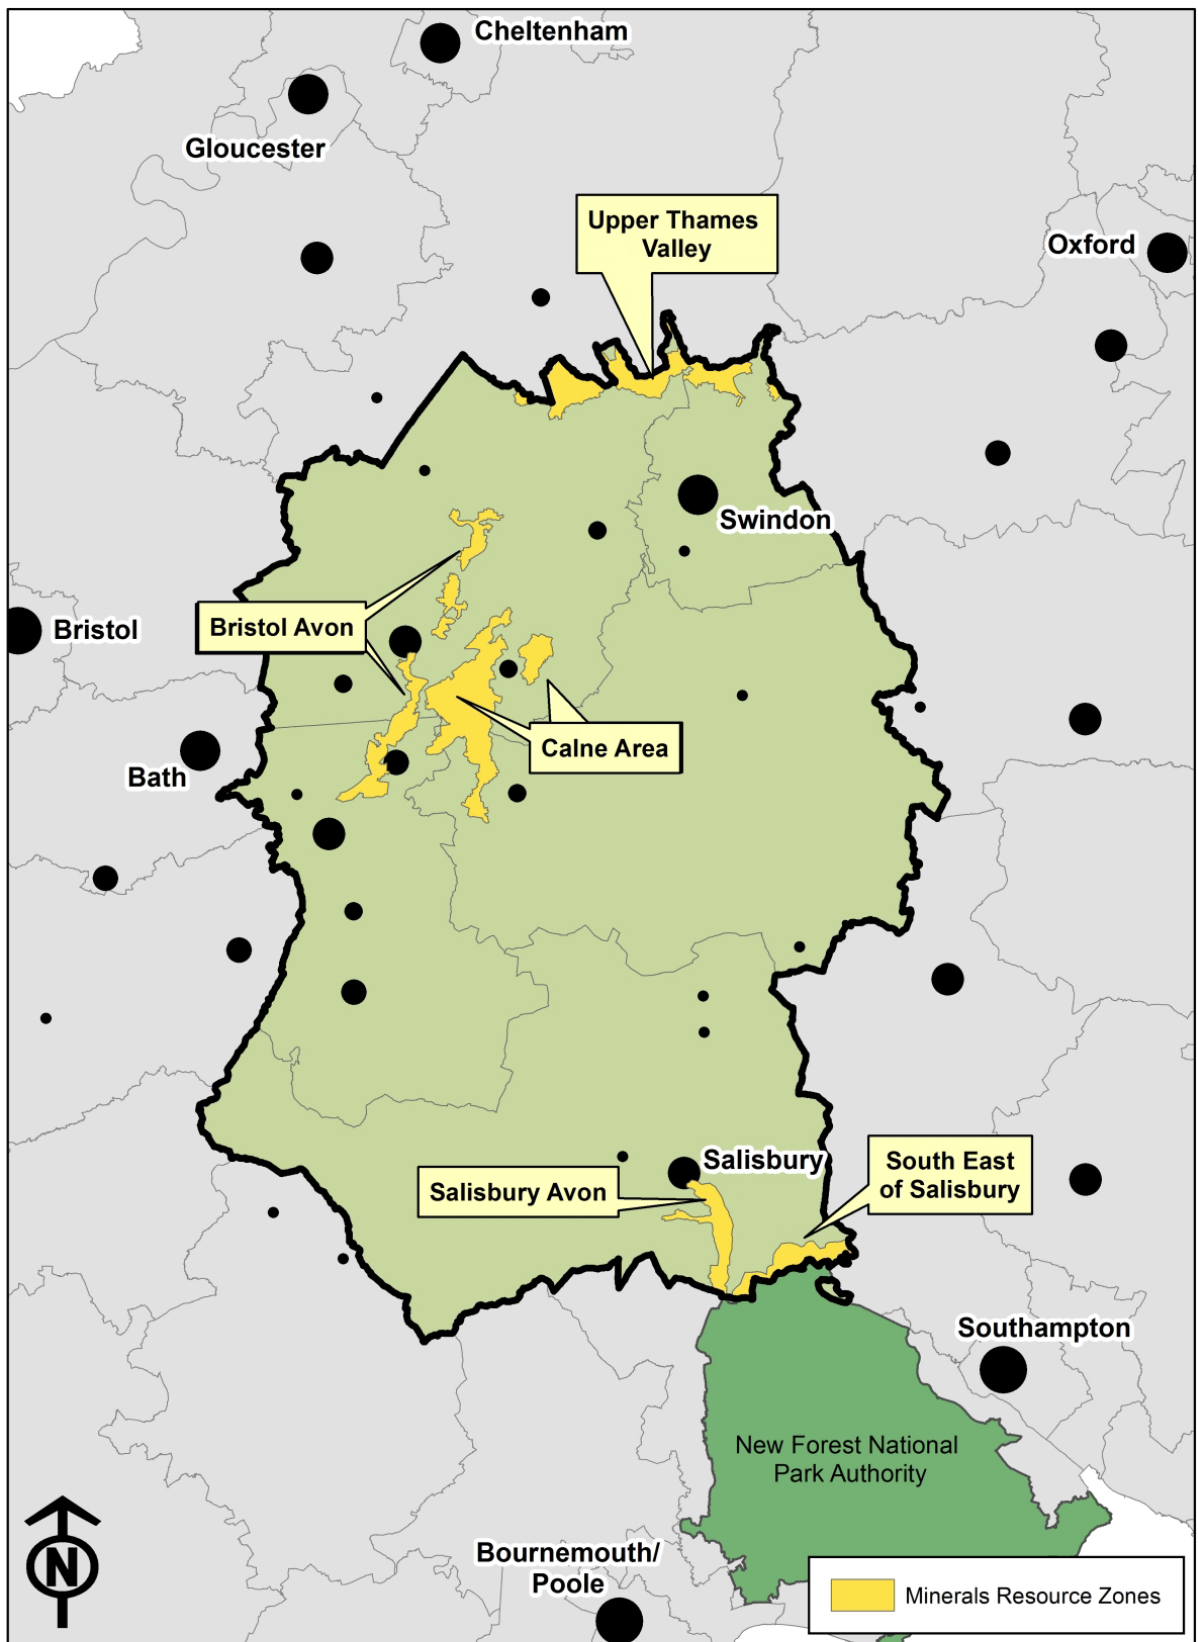 Cheltenham
Gloucester
Upper Thames
Valley
Oxford
Swindon
Bristol Avon
Bristol
Calne Area
Bath
Salisbury
South East
of Salisbury
Salisbury Avon
Southampton
New Forest National
Park Authority
N
Bournemouth/
Poole
Minerals Resource Zones